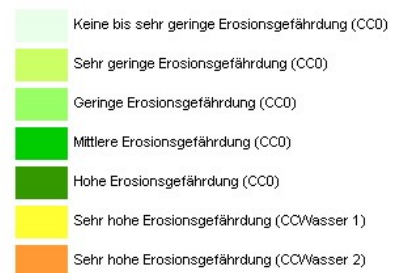 Keine bis sehr geringe Erosionsgefährdung (CC0)
Sehr geringe Erosionsgefährdung (CC0)
Geringe Erosionsgefährdung (CC0)
Mittlere Erosionsgefährdung (CC0)
Hohe Erosionsgefährdung (CC0)
Sehr hohe Erosionsgefährdung (CCWasser 1)
Sehr hohe Erosionsgefährdung (CCWasser 2)